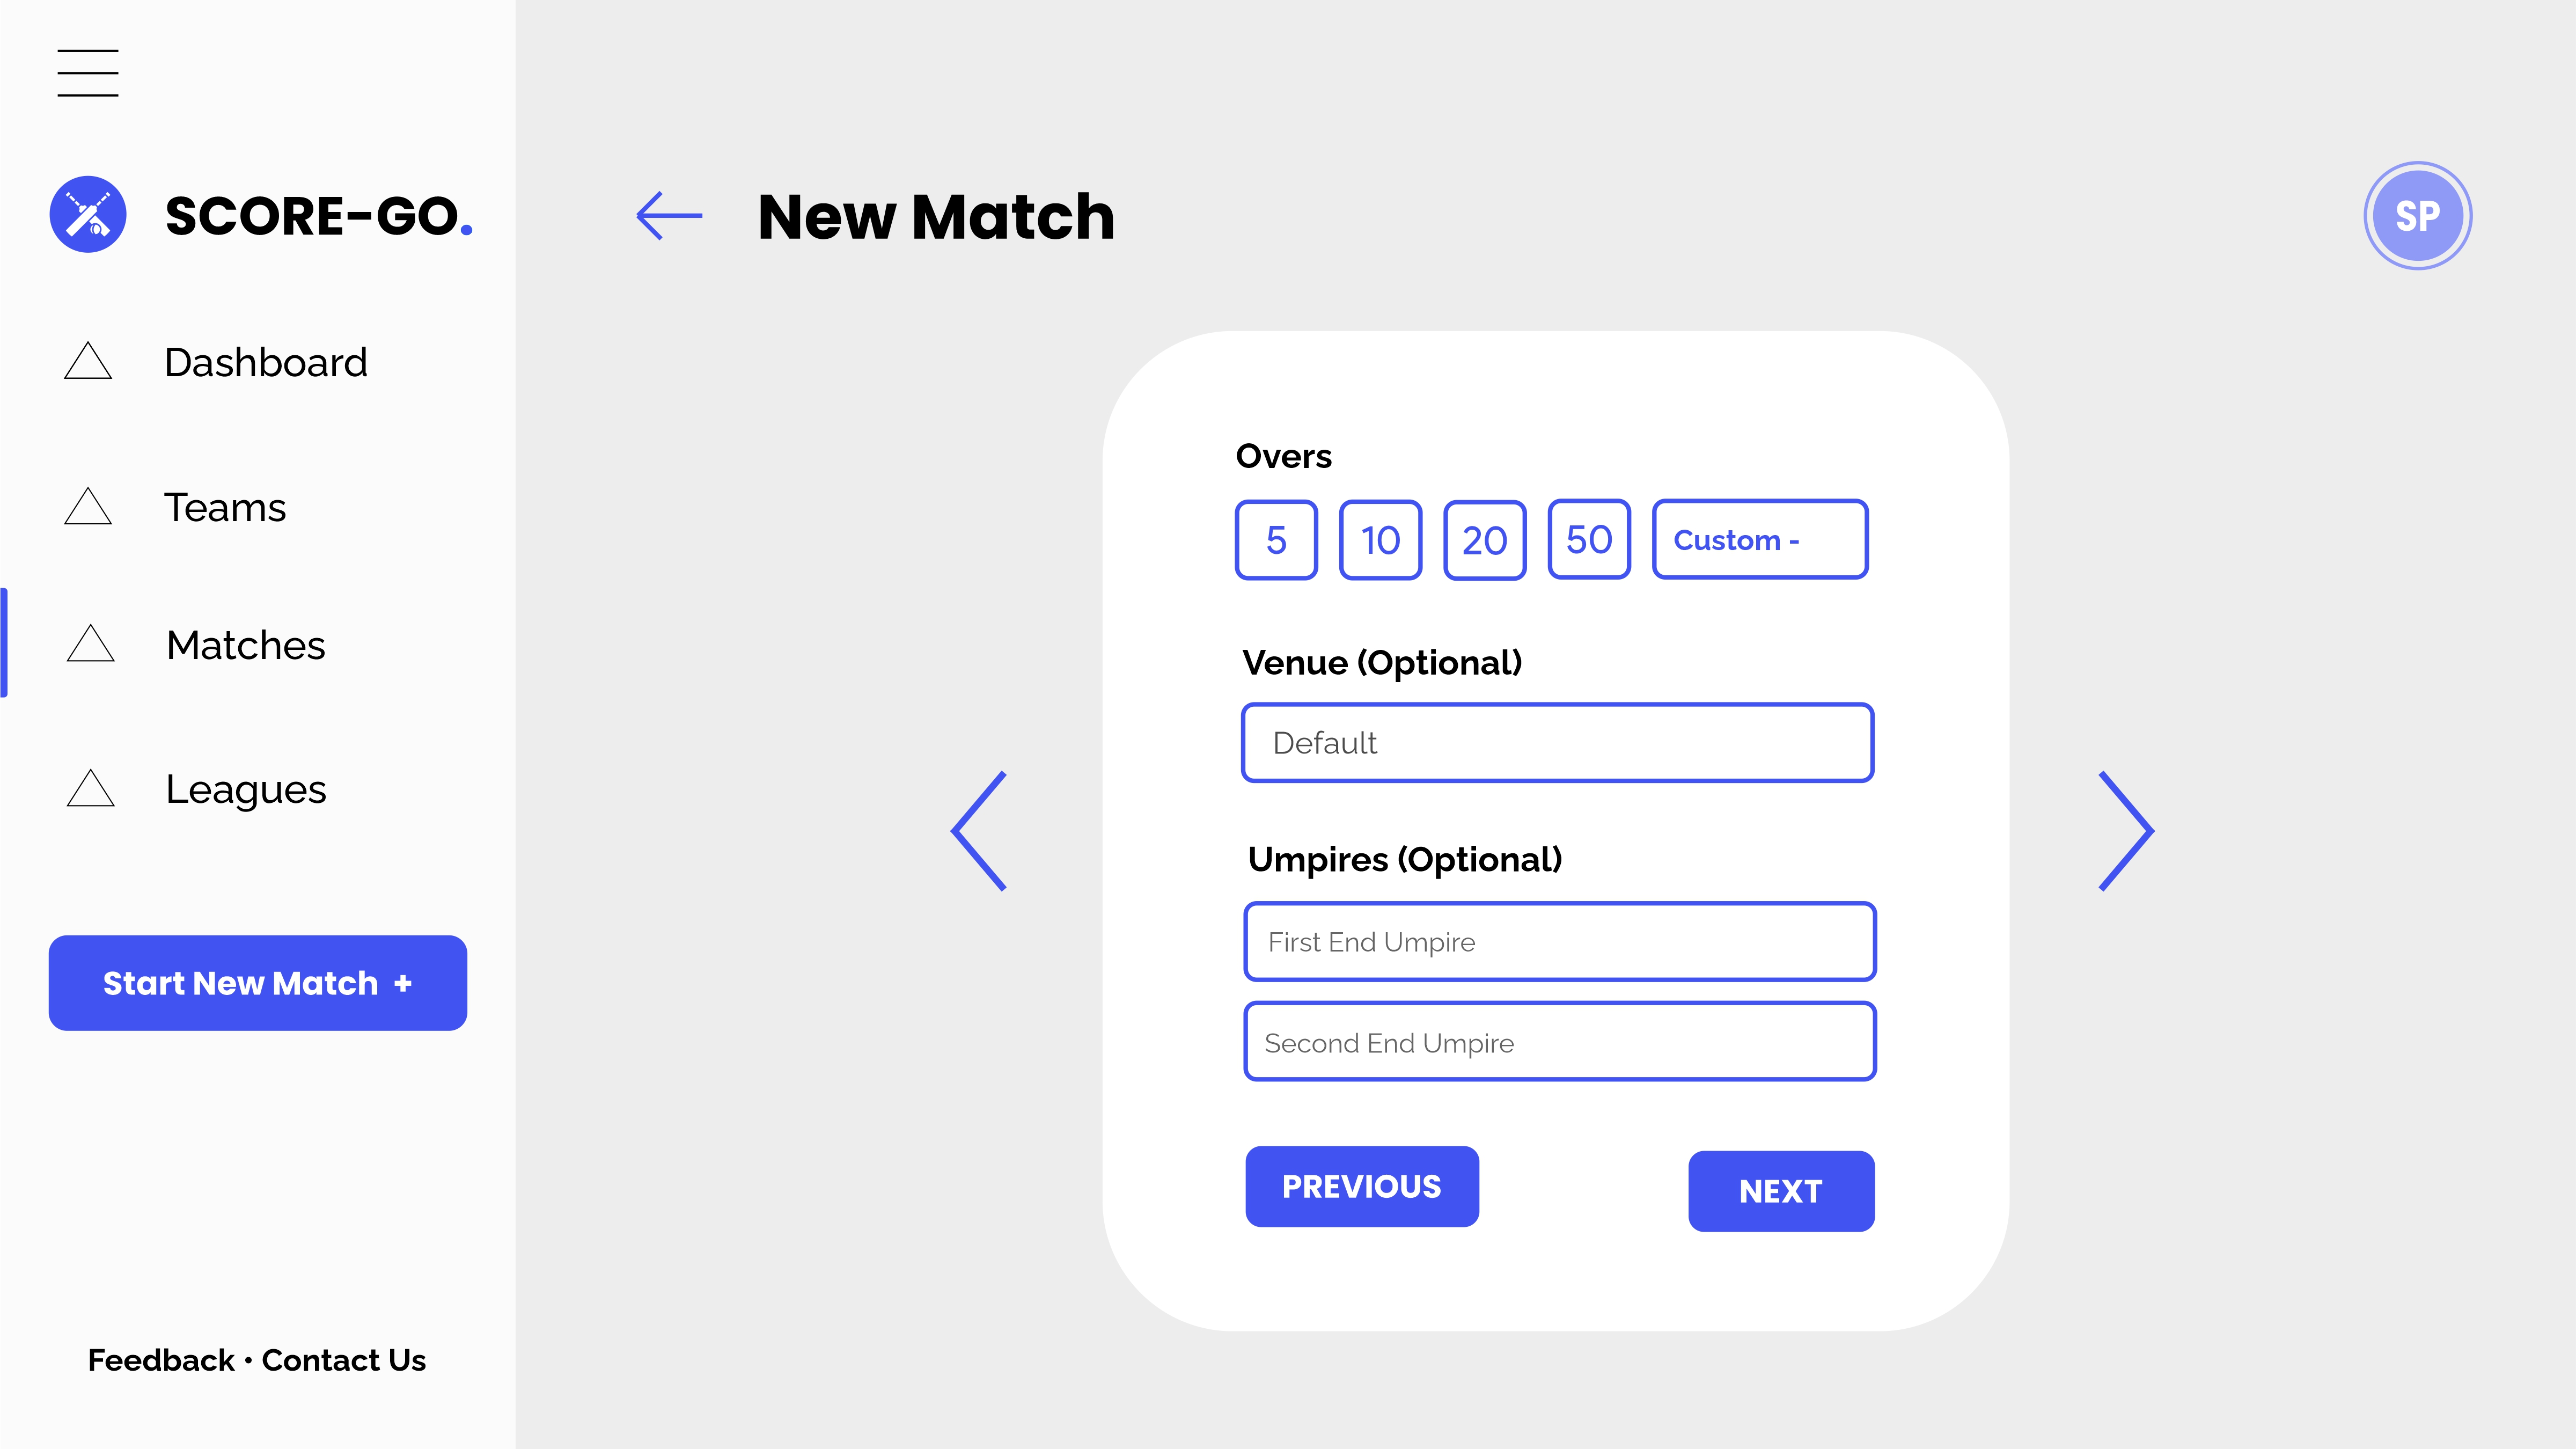 SCORE-GO.
Dashboard
Teams
Matches
Leagues
Start New Match +
Feedback • Contact Us
New Match
SP
Overs
5 10 20 50 Custom -
Venue (Optional)
Default
Umpires (Optional)
First End Umpire
Second End Umpire
PREVIOUS NEXT